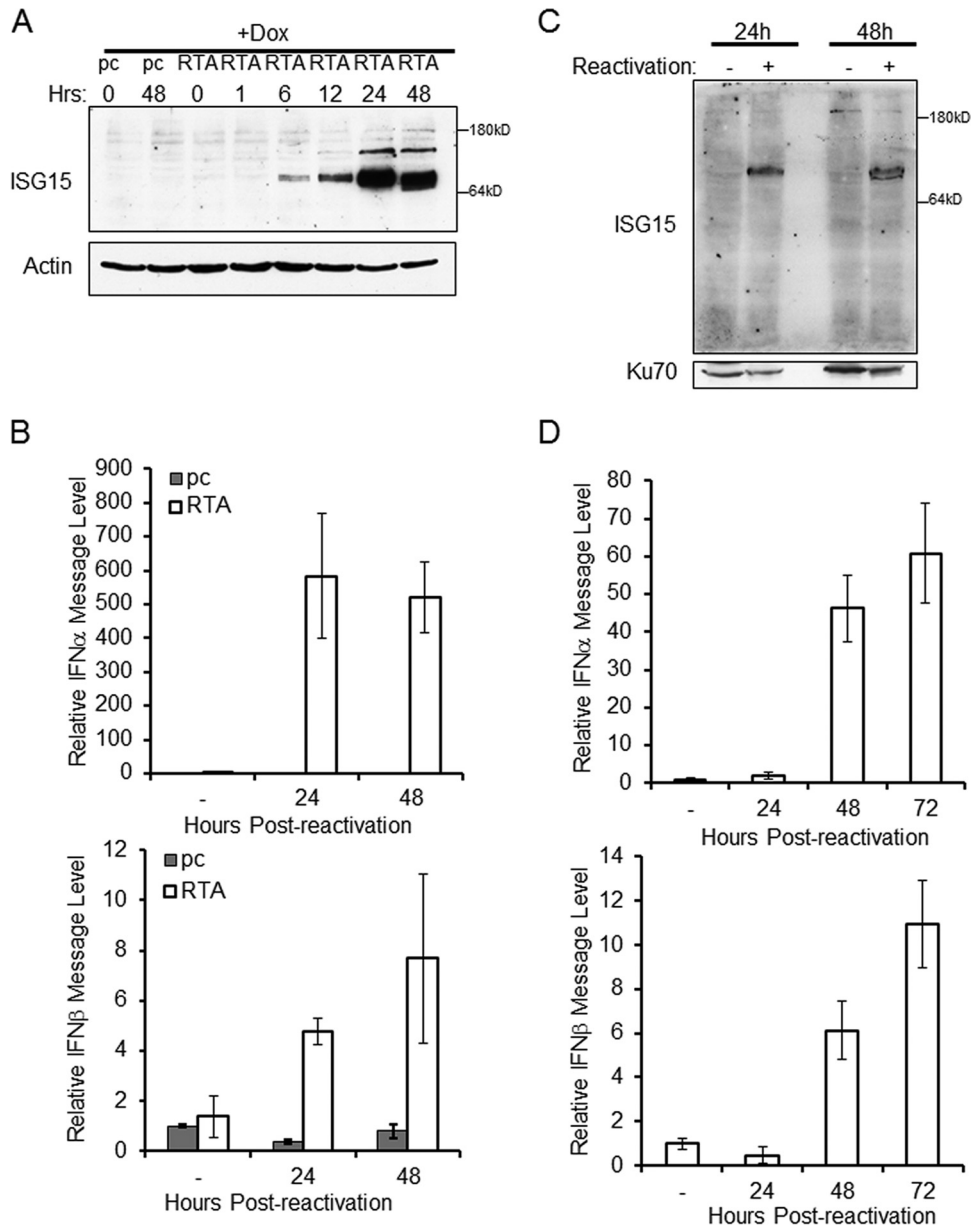 A
+Dox
pc pc RTA RTA RTA RTA RTA RTA
Hrs: 0 48 0 1 6 12 24 48
180kD
ISG15
64kD
Actin
B
900
800
700
600
500
400
300
200
100
0
Relative IFNα Message Level
pc
RTA
- 24 48
Hours Post-reactivation
12
10
8
6
4
2
0
Relative IFNβ Message Level
pc
RTA
- 24 48
Hours Post-reactivation
C
24h 48h
Reactivation: - + - +
180kD
64kD
ISG15
Ku70
D
80
70
60
50
40
30
20
10
0
Relative IFNα Message Level
- 24 48 72
Hours Post-reactivation
14
12
10
8
6
4
2
0
Relative IFNβ Message Level
- 24 48 72
Hours Post-reactivation